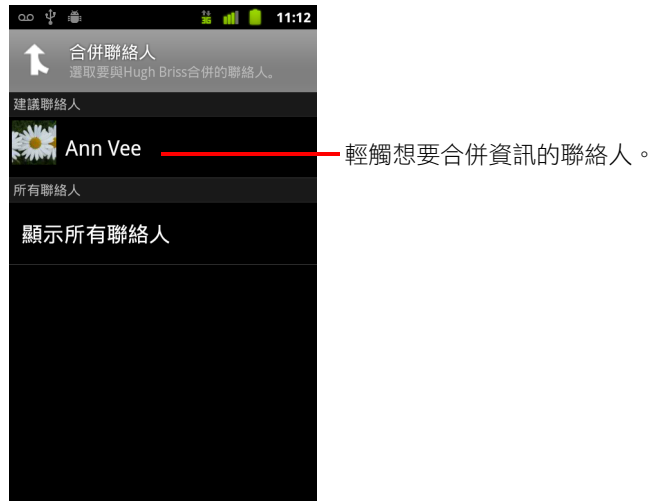 3G 11:12
合併聯絡人
選取要與Hugh Briss合併的聯絡人。
建議聯絡人
Ann Vee
輕觸想要合併資訊的聯絡人。
所有聯絡人
顯示所有聯絡人